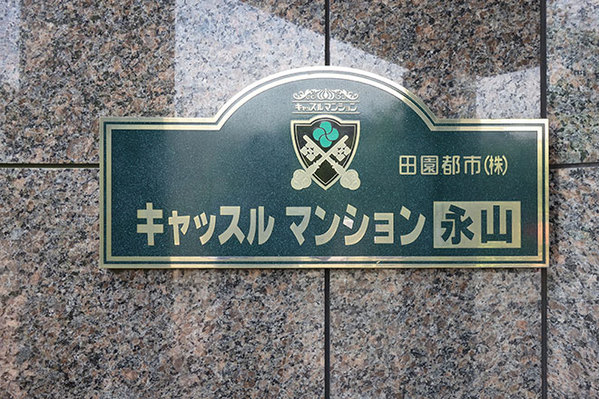 キャッスルマンション
田園都市(株)
キャッスル マンション 永山